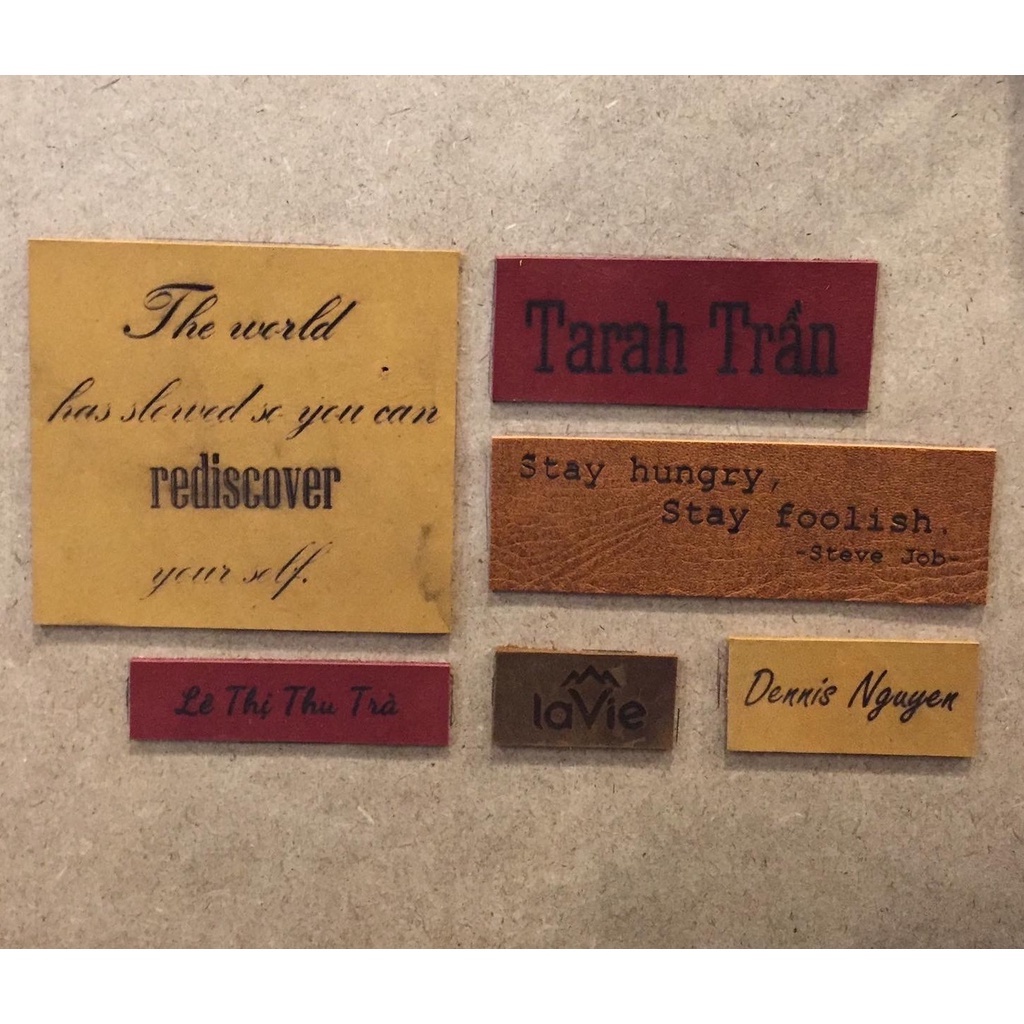 The world
has slowed so you can
rediscover
your self.
Tarah Trần
Stay hungry,
Stay foolish.
-Steve Job-
Lê Thị Thu Trà
laVie
Dennis Nguyen